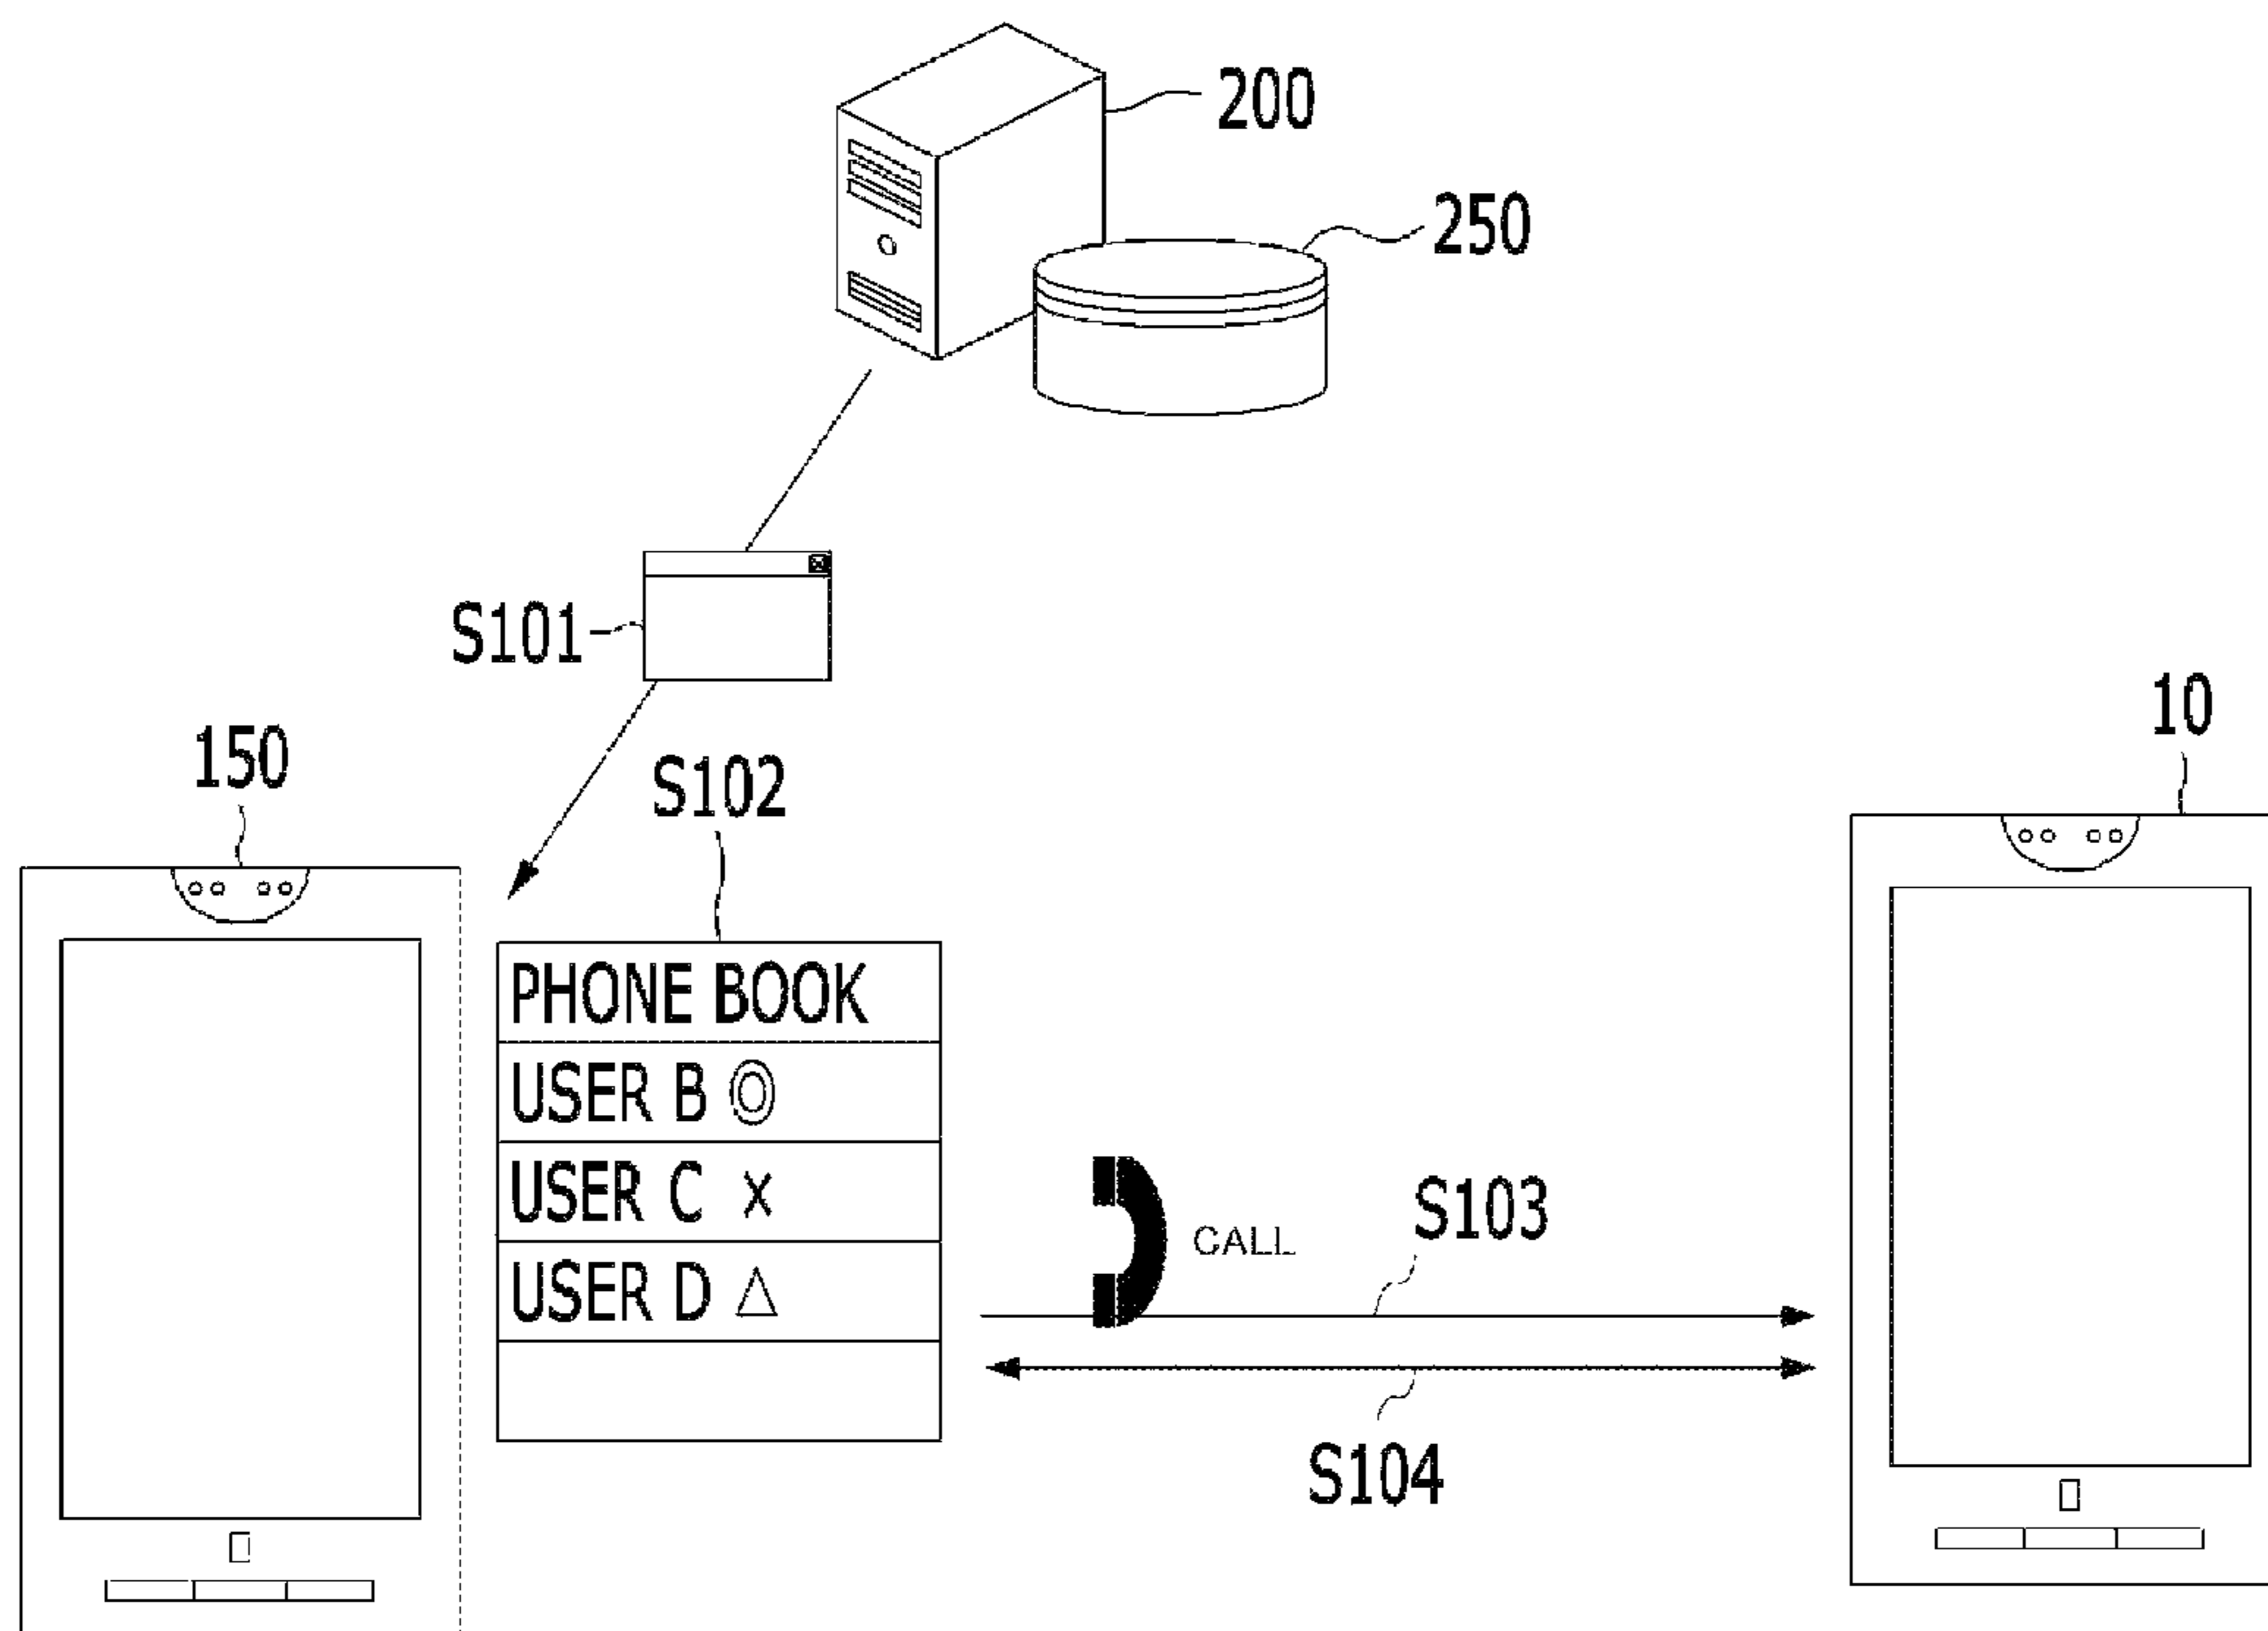 200
250
S101
10
150
S102
PHONE BOOK
USER B ◎
USER C X
USER D △
S103
CALL
S104